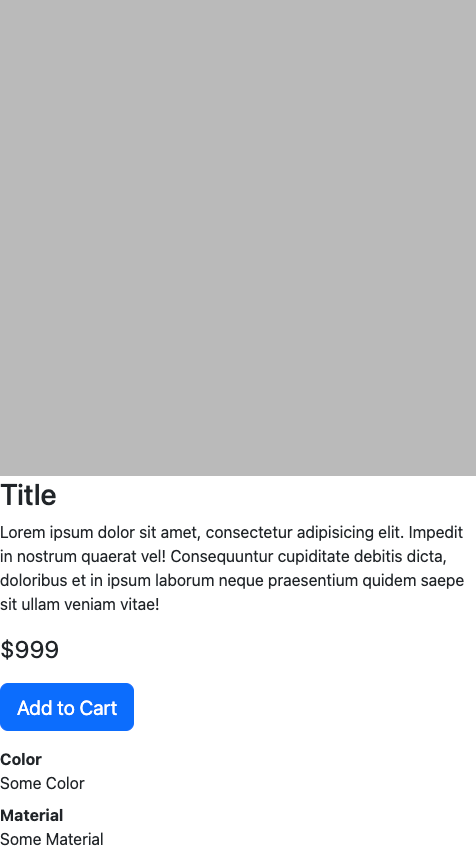 Title
Lorem ipsum dolor sit amet, consectetur adipisicing elit. Impedit
in nostrum quaerat vel! Consequuntur cupiditate debitis dicta,
doloribus et in ipsum laborum neque praesentium quidem saepe
sit ullam veniam vitae!
$999
Add to Cart
Color
Some Color
Material
Some Material